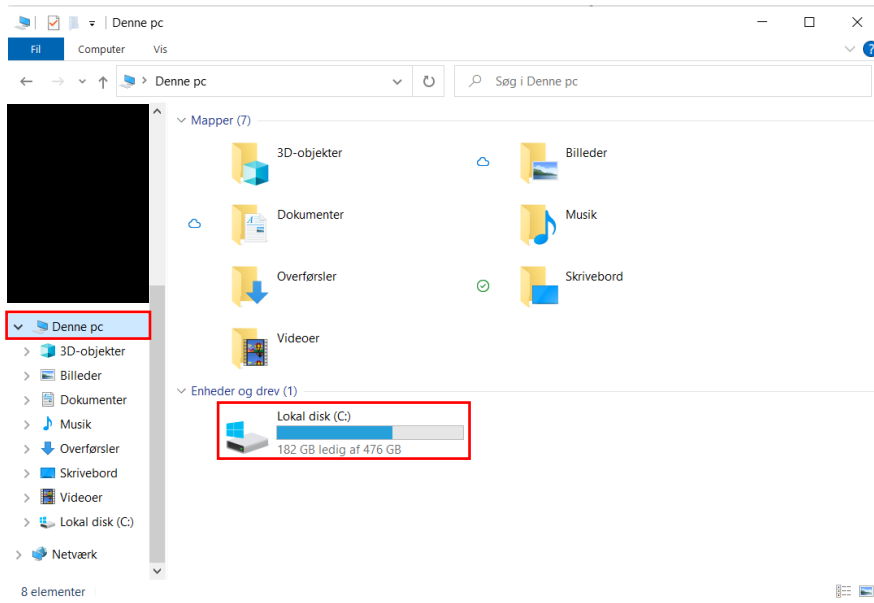 Denne pc
Fil Computer Vis
Denne pc
Søg i Denne pc
Mapper (7)
3D-objekter
Billeder
Dokumenter
Musik
Overførsler
Skrivebord
Videoer
Enheder og drev (1)
Lokal disk (C:)
182 GB ledig af 476 GB
Denne pc
3D-objekter
Billeder
Dokumenter
Musik
Overførsler
Skrivebord
Videoer
Lokal disk (C:)
Netværk
8 elementer